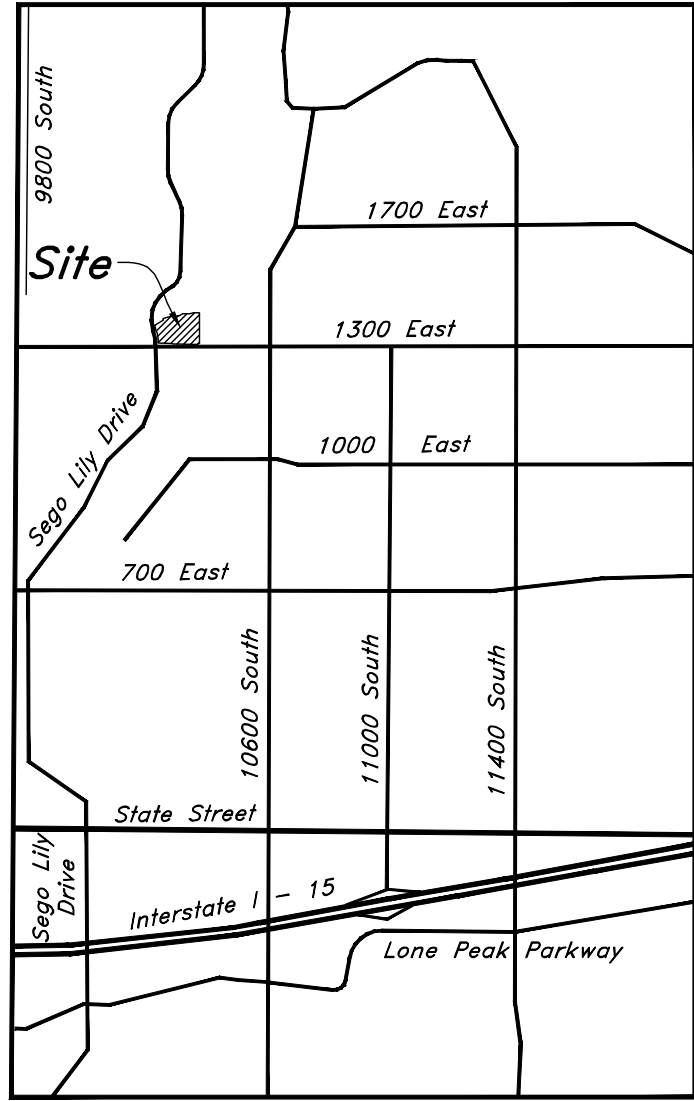 9800 South
1700 East
Site
1300 East
Sego Lily Drive
1000 East
700 East
10600 South
11000 South
11400 South
State Street
Sego Lily
Drive
Interstate I - 15
Lone Peak Parkway